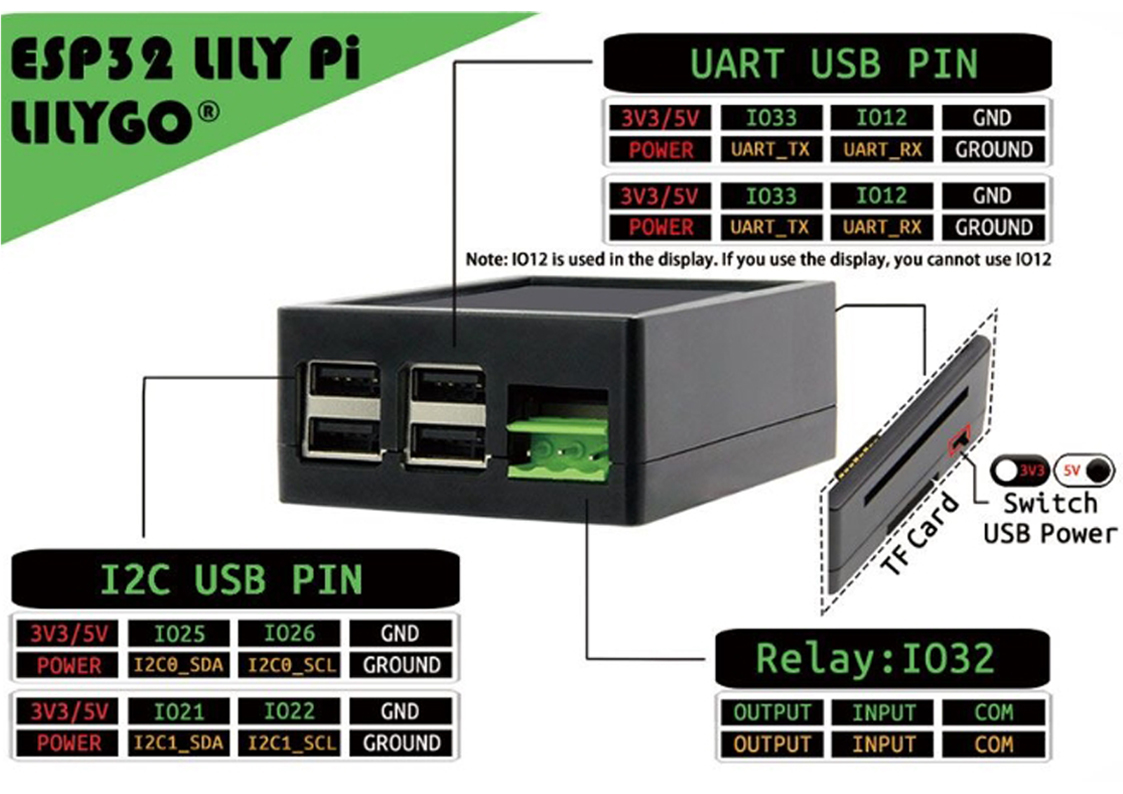 ESP32 LILY Pi
LILYGO®
UART USB PIN
3V3/5V IO33 IO12 GND
POWER UART_TX UART_RX GROUND
3V3/5V IO33 IO12 GND
POWER UART_TX UART_RX GROUND
Note: IO12 is used in the display. If you use the display, you cannot use IO12
3V3 5V
Switch
USB Power
TF Card
I2C USB PIN
3V3/5V IO25 IO26 GND
POWER I2C0_SDA I2C0_SCL GROUND
3V3/5V IO21 IO22 GND
POWER I2C1_SDA I2C1_SCL GROUND
Relay:IO32
OUTPUT INPUT COM
OUTPUT INPUT COM